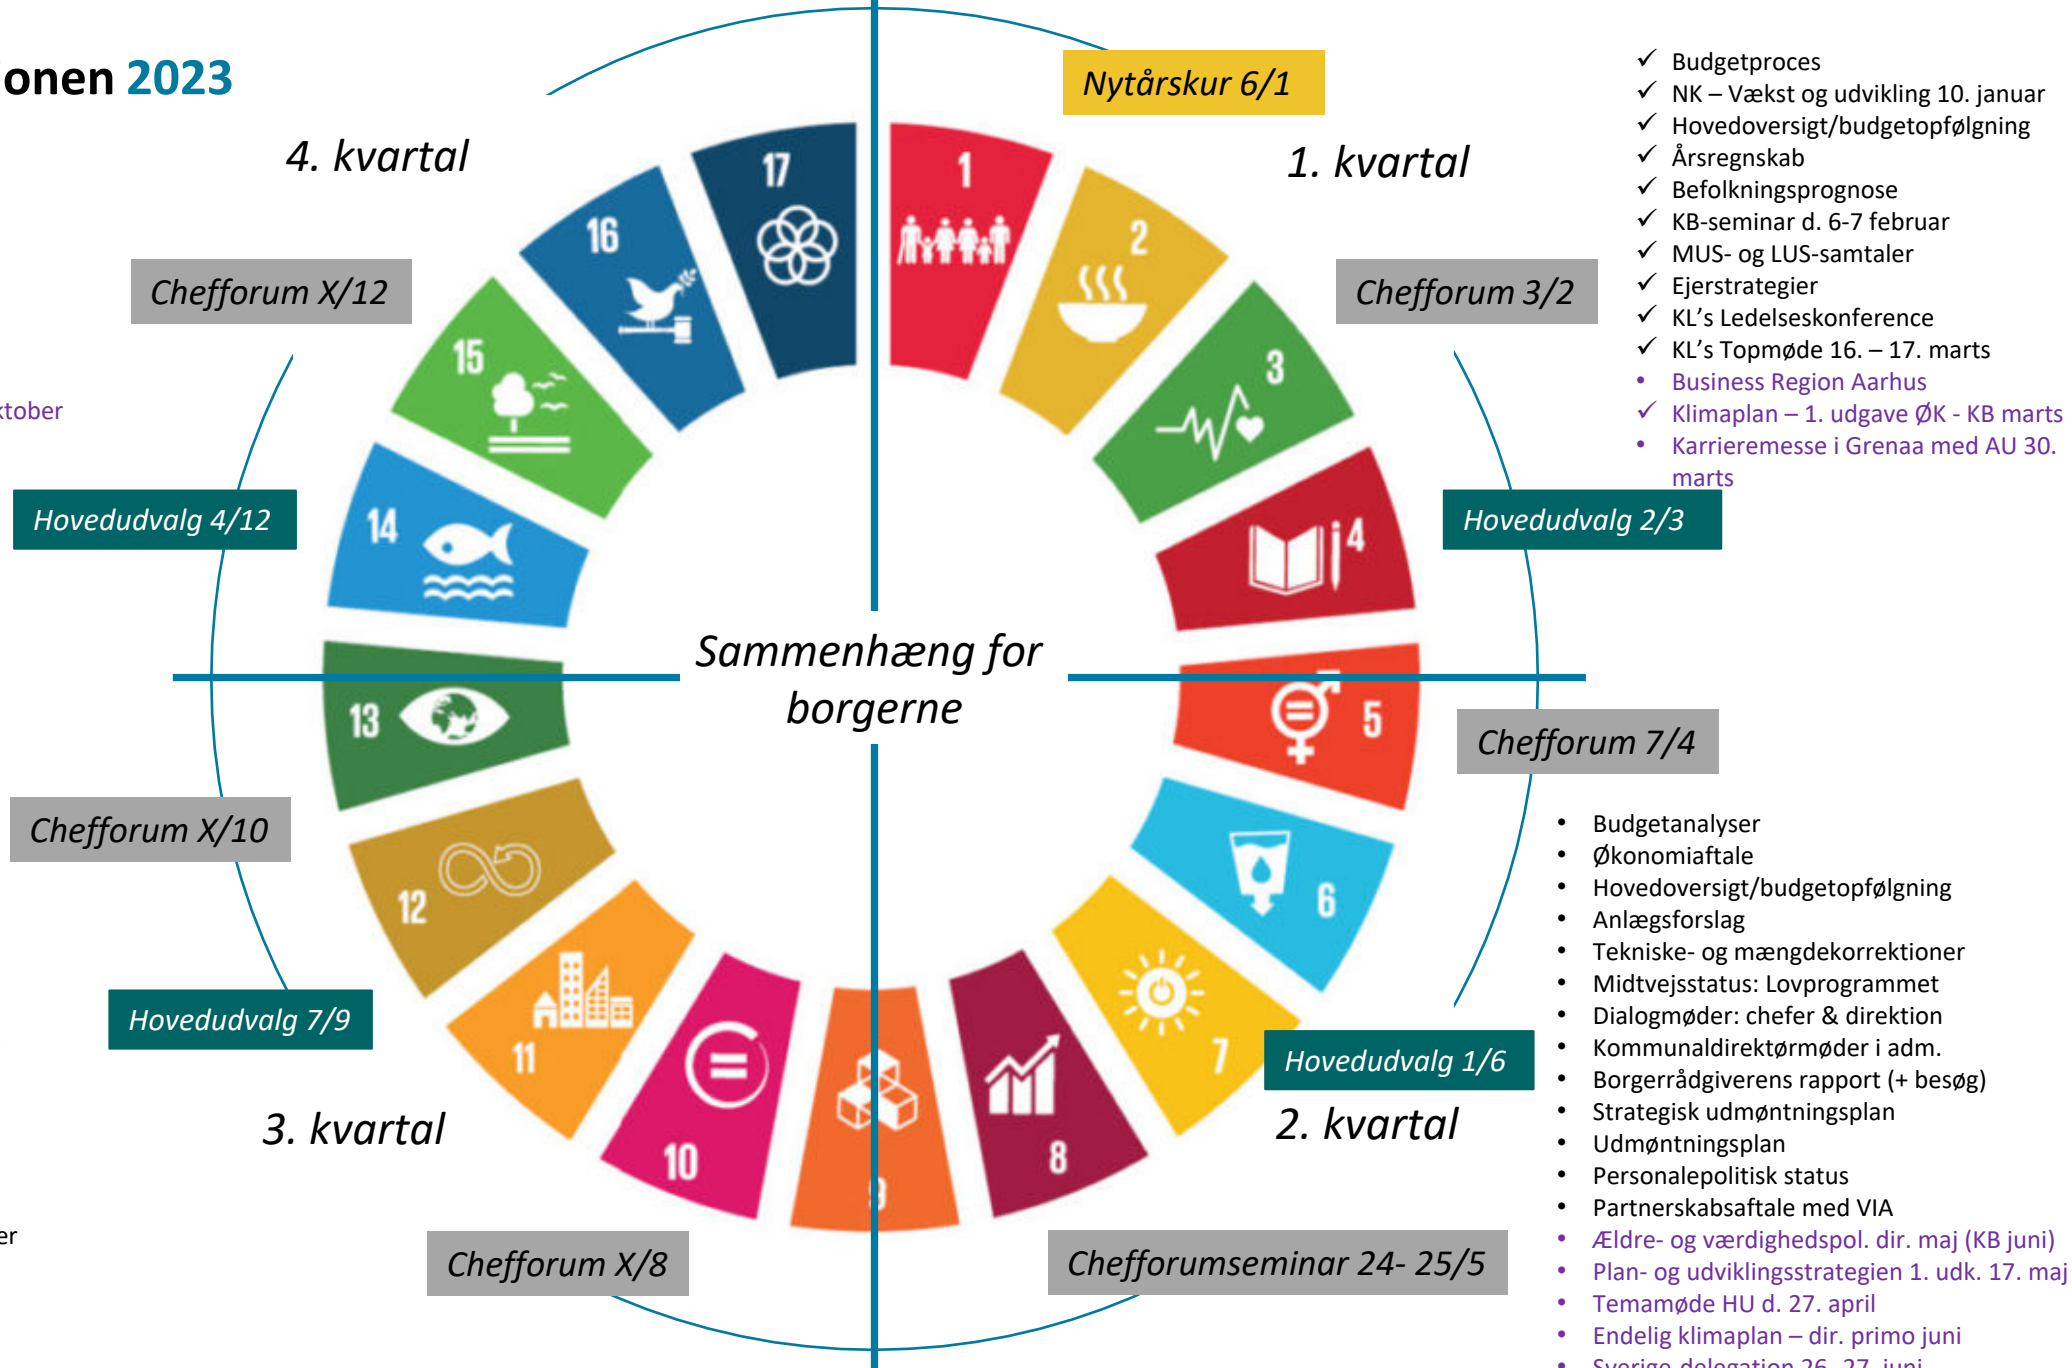 onen 2023
4. kvartal
Nytårskur 6/1
1. kvartal
✓ Budgetproces
✓ NK – Vækst og udvikling 10. januar
✓ Hovedoversigt/budgetopfølgning
✓ Årsregnskab
✓ Befolkningsprognose
✓ KB-seminar d. 6-7 februar
✓ MUS- og LUS-samtaler
✓ Ejerstrategier
✓ KL's Ledelseskonference
✓ KL's Topmøde 16. – 17. marts
• Business Region Aarhus
✓ Klimaplan – 1. udgave ØK - KB marts
• Karrieremesse i Grenaa med AU 30.
marts
Chefforum X/12
Chefforum 3/2
ktober
Hovedudvalg 4/12
Hovedudvalg 2/3
1
2
3
4
5
6
7
8
9
10
11
12
13
14
15
16
17
Sammenhæng for
borgerne
Chefforum 7/4
Chefforum X/10
Hovedudvalg 7/9
Hovedudvalg 1/6
3. kvartal
2. kvartal
• Budgetanalyser
• Økonomiaftale
• Hovedoversigt/budgetopfølgning
• Anlægsforslag
• Tekniske- og mængdekorrektioner
• Midtvejsstatus: Lovprogrammet
• Dialogmøder: chefer & direktion
• Kommunaldirektørmøder i adm.
• Borgerrådgiverens rapport (+ besøg)
• Strategisk udmøntningsplan
• Udmøntningsplan
• Personalepolitisk status
• Partnerskabsaftale med VIA
• Ældre- og værdighedspol. dir. maj (KB juni)
• Plan- og udviklingsstrategien 1. udk. 17. maj
• Temamøde HU d. 27. april
• Endelig klimaplan – dir. primo juni
• Sverige-delegation 26.-27. juni
er
Chefforum X/8
Chefforumseminar 24- 25/5